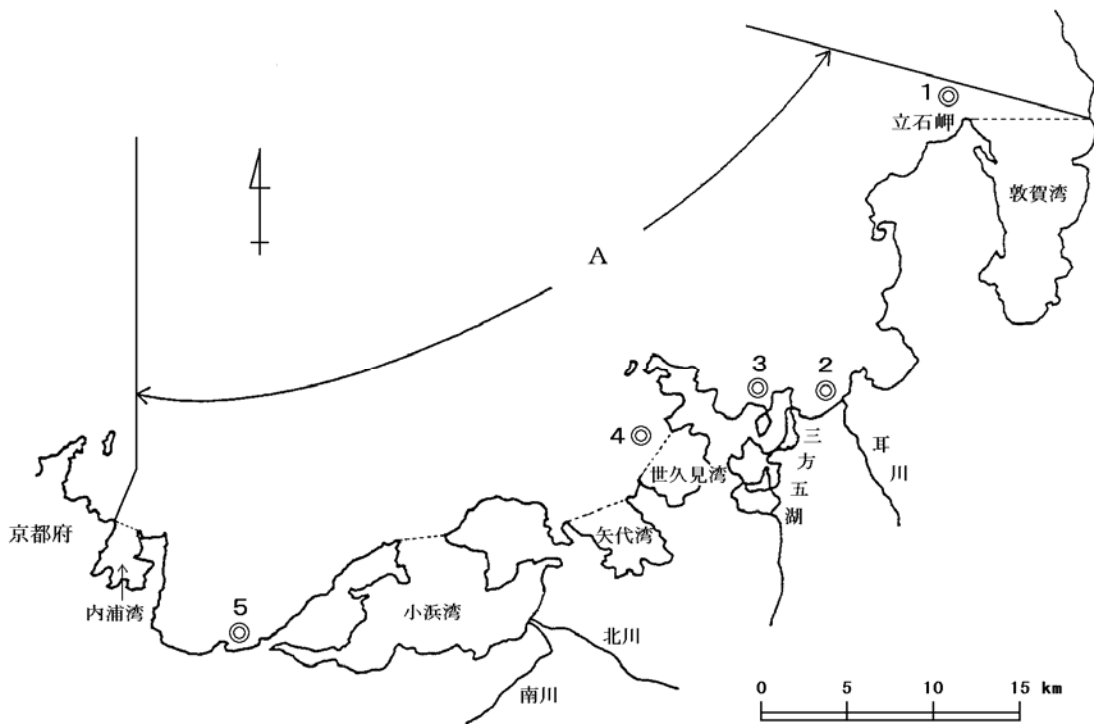 1
立石岬
敦賀湾
A
3
2
4
三方五湖
耳川
世久見湾
京都府
矢代湾
内浦湾
5
小浜湾
北川
南川
0 5 10 15 km